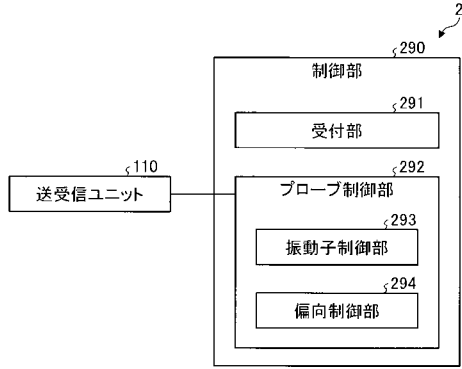 2
290
制御部
291
受付部
110
送受信ユニット
292
プローブ制御部
293
振動子制御部
294
偏向制御部